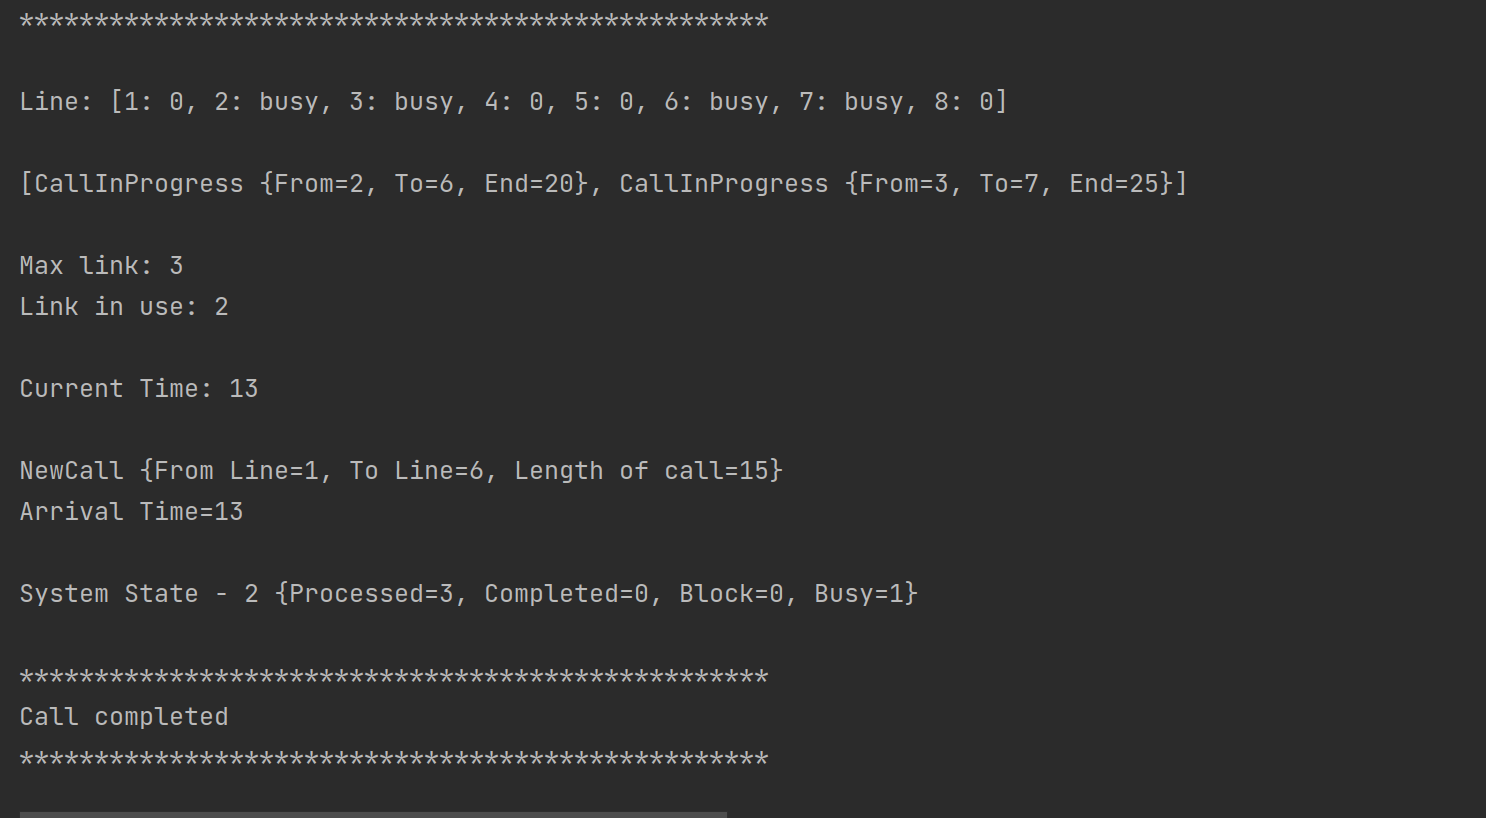 **************************************************
Line: [1: 0, 2: busy, 3: busy, 4: 0, 5: 0, 6: busy, 7: busy, 8: 0]
[CallInProgress {From=2, To=6, End=20}, CallInProgress {From=3, To=7, End=25}]
Max link: 3
Link in use: 2
Current Time: 13
NewCall {From Line=1, To Line=6, Length of call=15}
Arrival Time=13
System State - 2 {Processed=3, Completed=0, Block=0, Busy=1}
**************************************************
Call completed
**************************************************